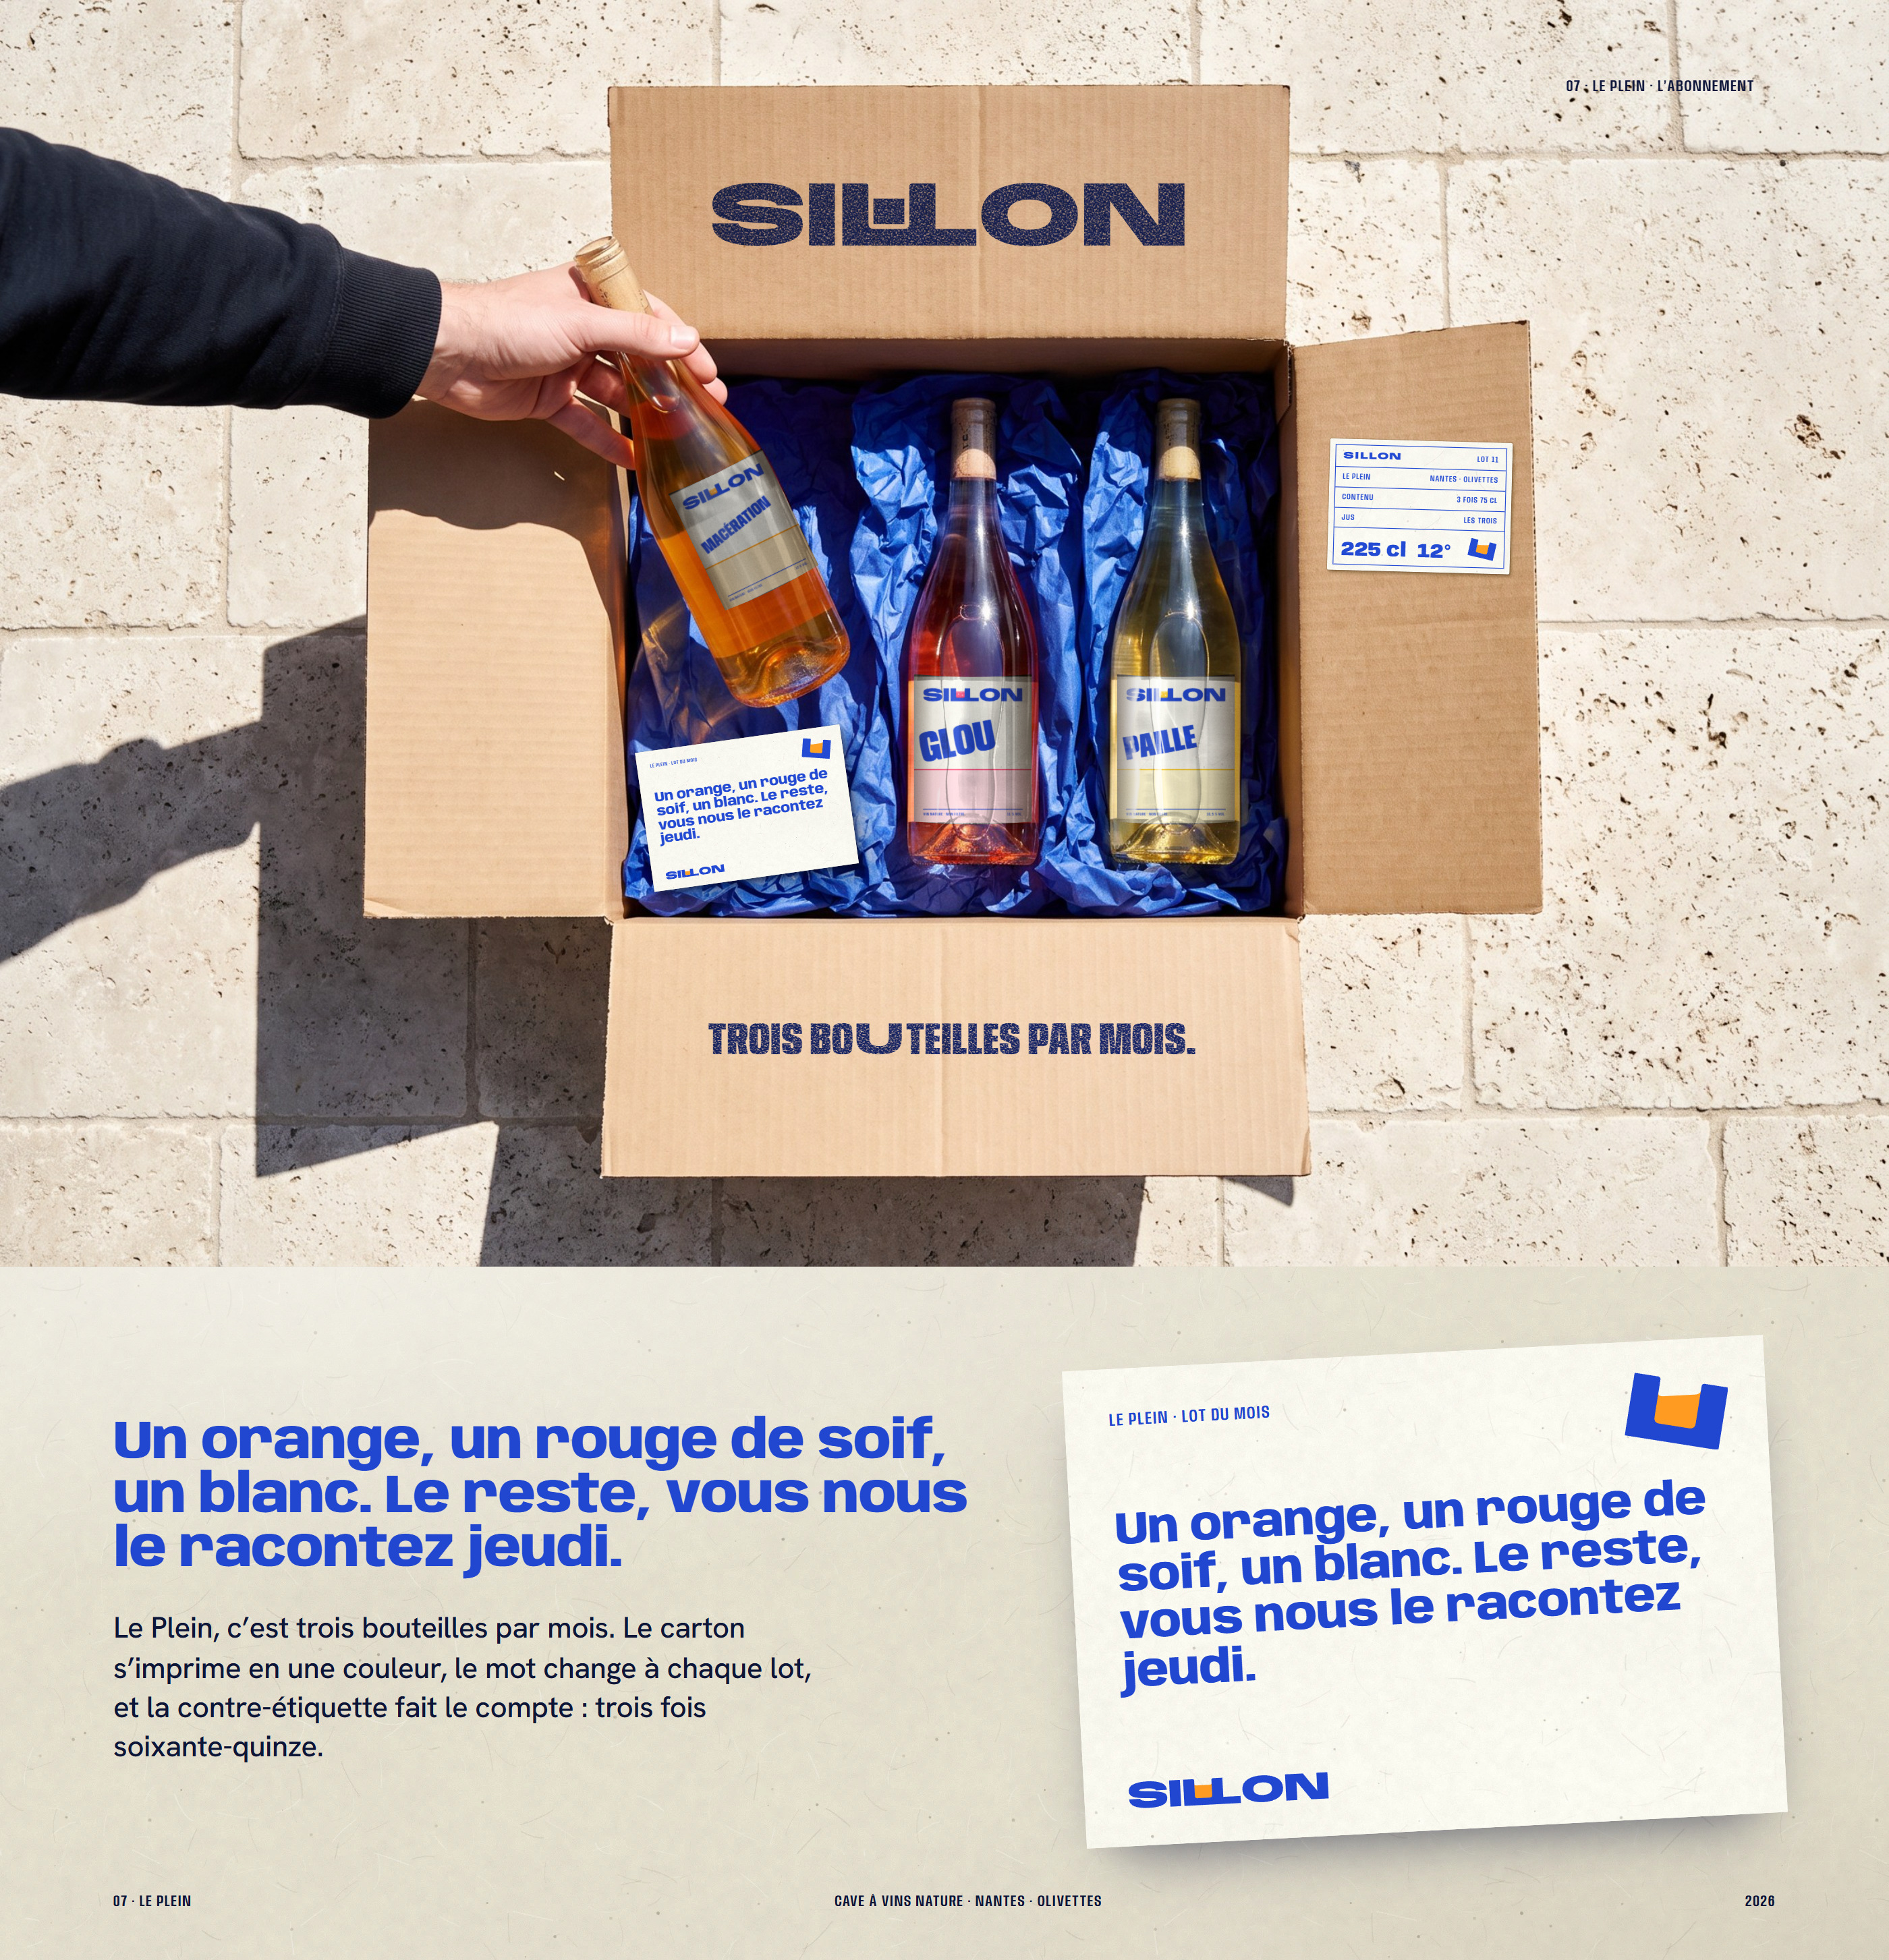 07 · LE PLEIN · L'ABONNEMENT
SILLON
SILLON
MACÉRATION
SILLON
GLOU
SILLON
PAILLE
SILLON LOT 11
LE PLEIN NANTES · OLIVETTES
CONTENU 3 FOIS 75 CL
JUS LES TROIS
225 cl 12°
LE PLEIN · LOT DU MOIS
Un orange, un rouge de
soif, un blanc. Le reste,
vous nous le racontez
jeudi.
SILLON
TROIS BOUTEILLES PAR MOIS.
Un orange, un rouge de soif,
un blanc. Le reste, vous nous
le racontez jeudi.
Le Plein, c’est trois bouteilles par mois. Le carton
s’imprime en une couleur, le mot change à chaque lot,
et la contre-étiquette fait le compte : trois fois
soixante-quinze.
LE PLEIN · LOT DU MOIS
Un orange, un rouge de
soif, un blanc. Le reste,
vous nous le racontez
jeudi.
SILLON
07 · LE PLEIN
CAVE À VINS NATURE · NANTES · OLIVETTES
2026